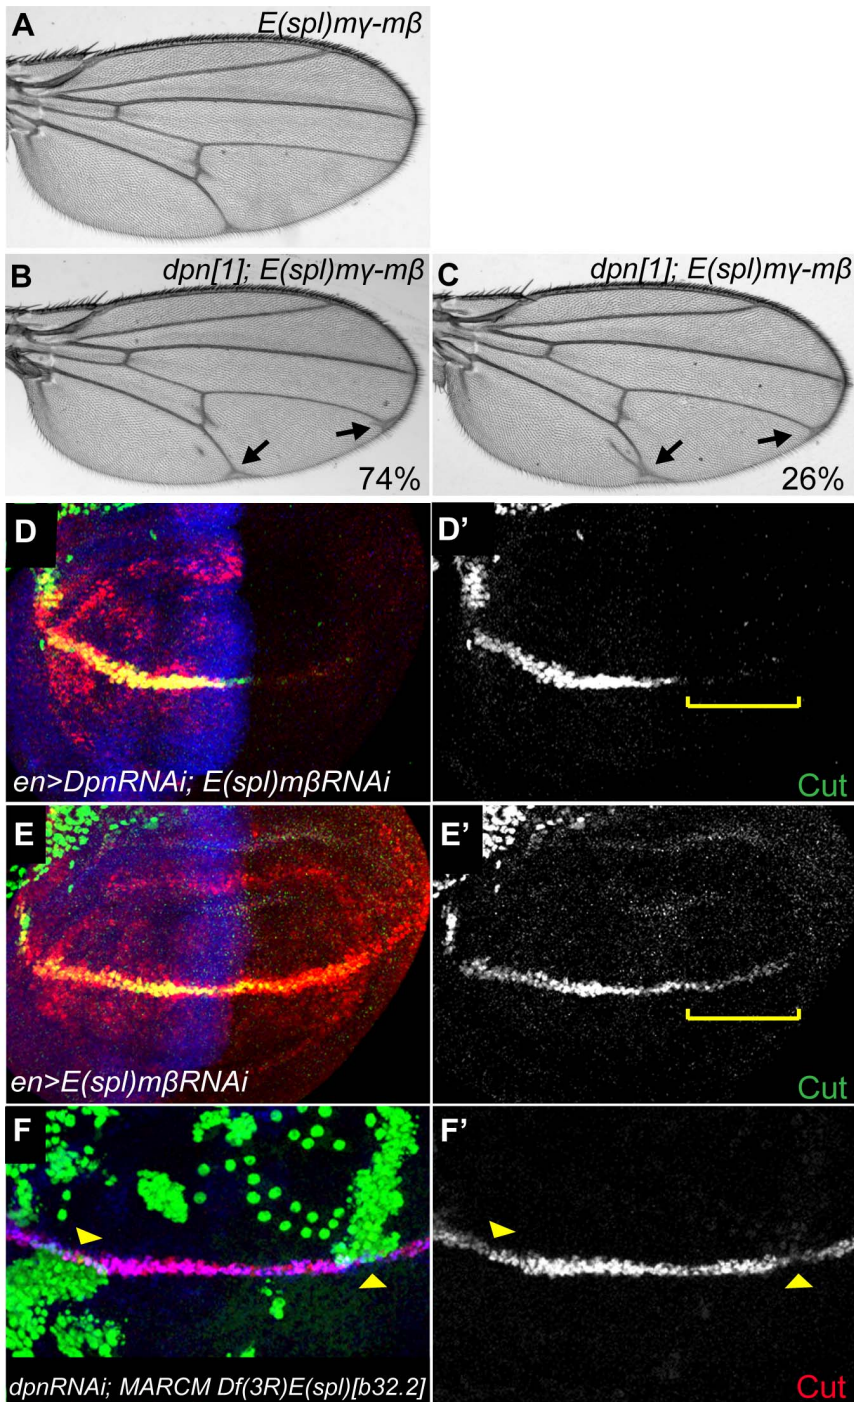 A
E(spl)mγ-mβ
B
dpn[1]; E(spl)mγ-mβ
74%
C
dpn[1]; E(spl)mγ-mβ
26%
D
en>DpnRNAi; E(spl)mβRNAi
D’
Cut
E
en>E(spl)mβRNAi
E’
Cut
F
dpnRNAi; MARCM Df(3R)E(spl)[b32.2]
F’
Cut